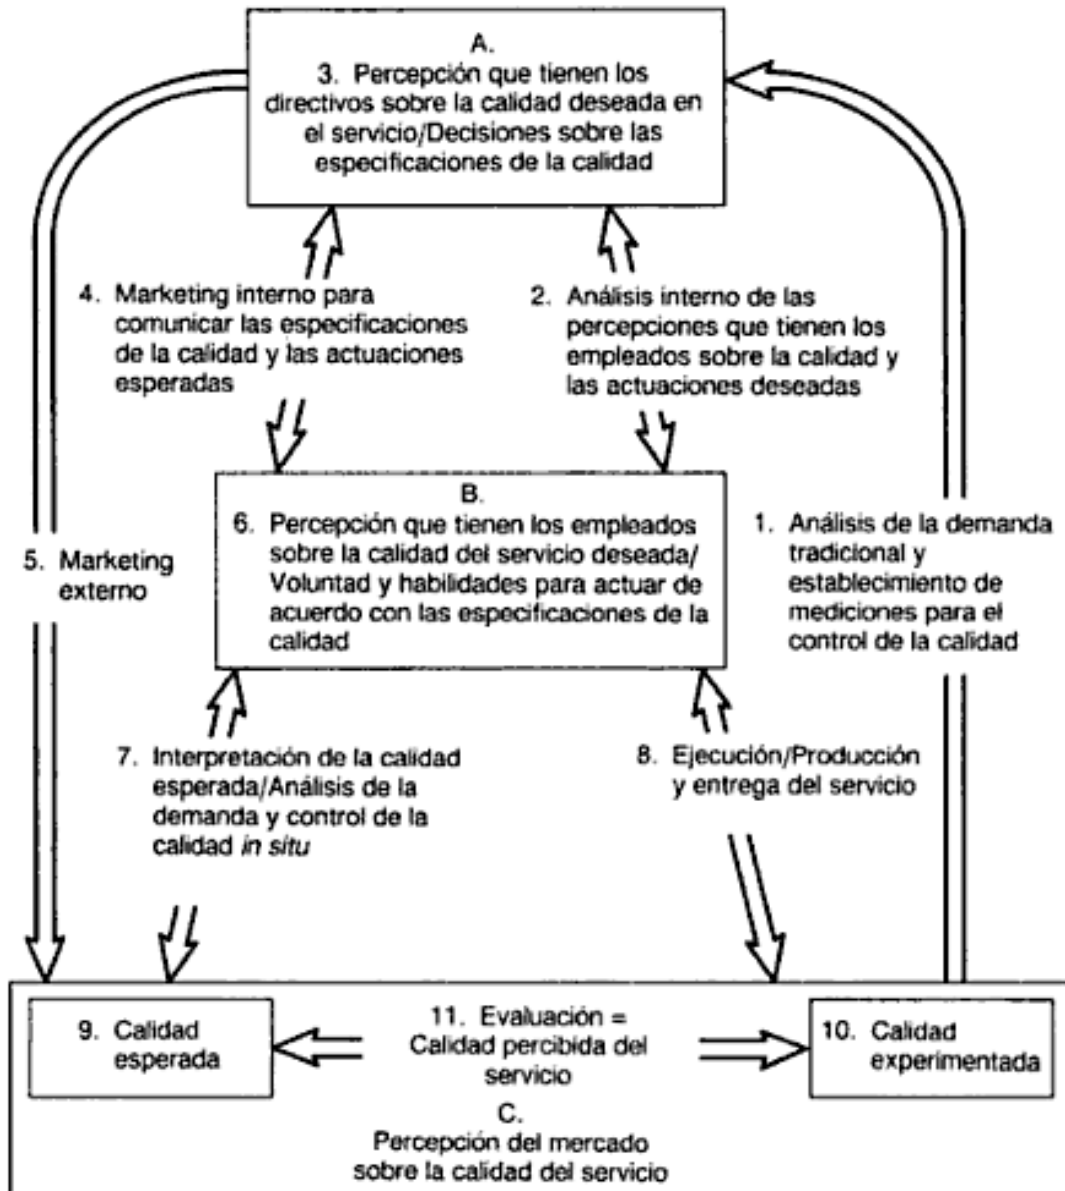 A.
3. Percepción que tienen los
directivos sobre la calidad deseada en
el servicio/Decisiones sobre las
especificaciones de la calidad
4. Marketing interno para
comunicar las especificaciones
de la calidad y las actuaciones
esperadas
2. Análisis interno de las
percepciones que tienen los
empleados sobre la calidad y
las actuaciones deseadas
B.
6. Percepción que tienen los empleados
sobre la calidad del servicio deseada/
Voluntad y habilidades para actuar de
acuerdo con las especificaciones de la
calidad
5. Marketing
externo
1. Análisis de la demanda
tradicional y
establecimiento de
mediciones para el
control de la calidad
7. Interpretación de la calidad
esperada/Análisis de la
demanda y control de la
calidad in situ
8. Ejecución/Producción
y entrega del servicio
9. Calidad
esperada
11. Evaluación =
Calidad percibida del
servicio
10. Calidad
experimentada
C.
Percepción del mercado
sobre la calidad del servicio